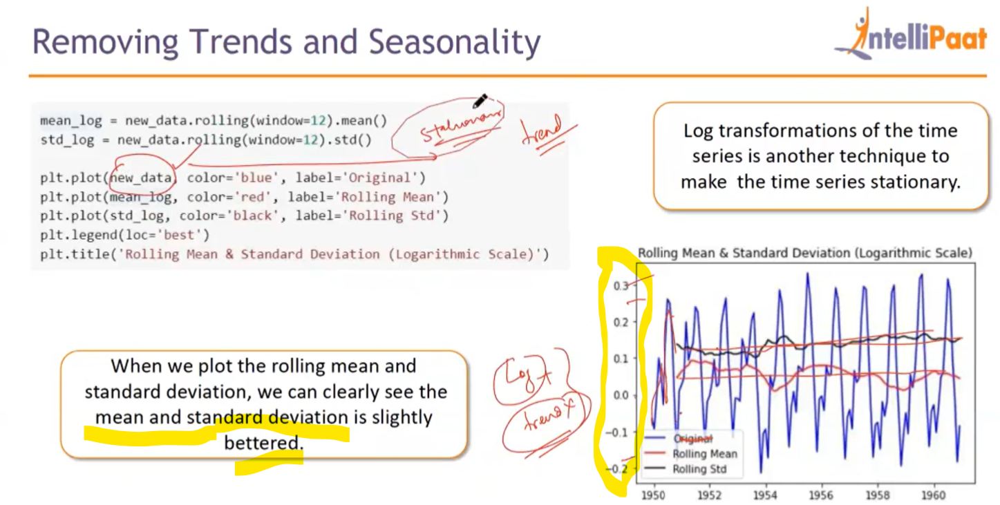 Removing Trends and Seasonality
IntelliPaat
mean_log = new_data.rolling(window=12).mean()
std_log = new_data.rolling(window=12).std()
plt.plot(new_data, color='blue', label='Original')
plt.plot(mean_log, color='red', label='Rolling Mean')
plt.plot(std_log, color='black', label='Rolling Std')
plt.legend(loc='best')
plt.title('Rolling Mean & Standard Deviation (Logarithmic Scale)')
trend
Log transformations of the time
series is another technique to
make the time series stationary.
When we plot the rolling mean and
standard deviation, we can clearly see the
mean and standard deviation is slightly
bettered.
Log
Rolling Mean & Standard Deviation (Logarithmic Scale)
0.3
0.2
0.1
0.0
−0.1
−0.2
Original
Rolling Mean
Rolling Std
1950 1952 1954 1956 1958 1960